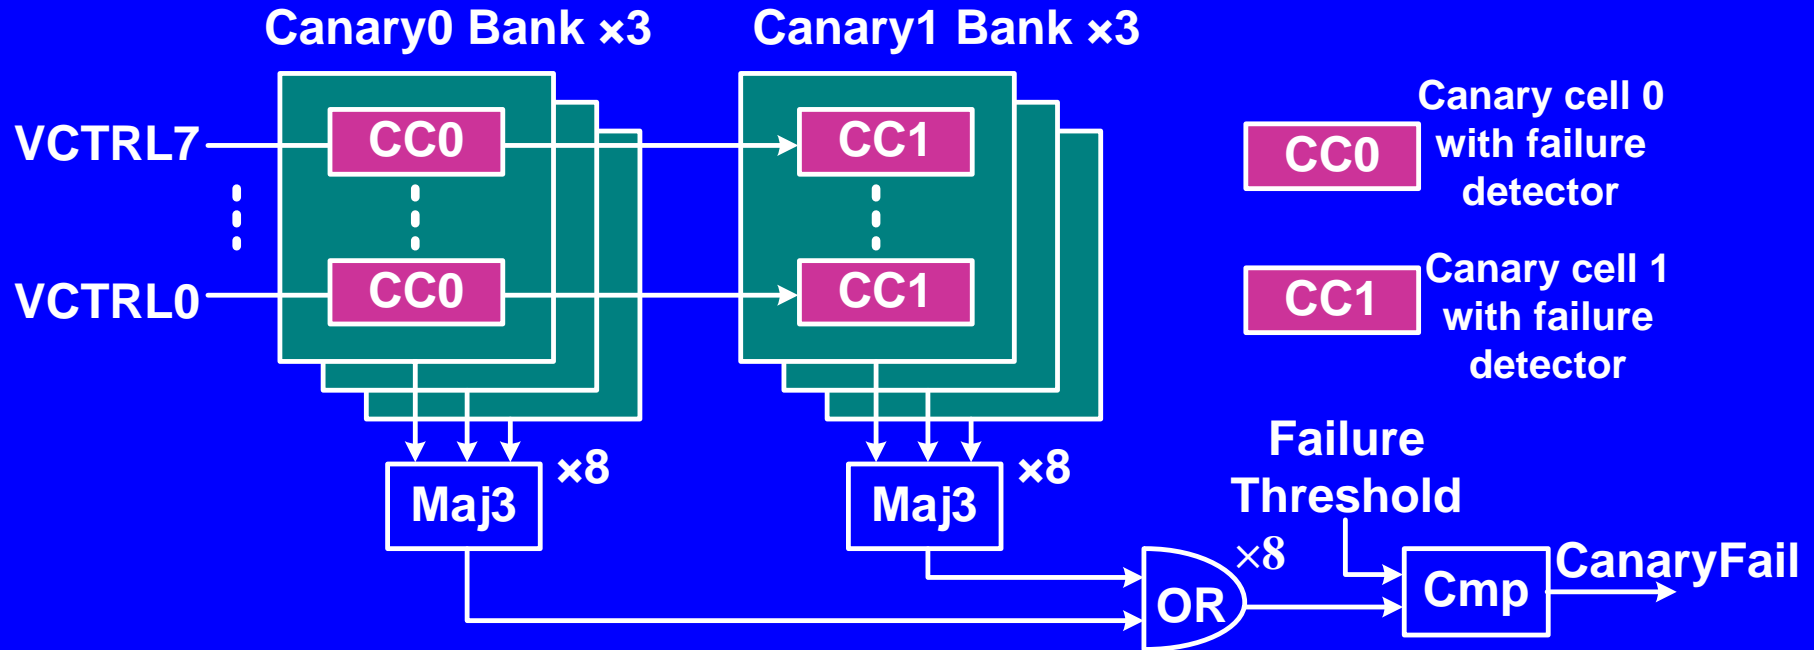 Canary0 Bank ×3
Canary1 Bank ×3
VCTRL7
CC0
CC1
VCTRL0
CC0
CC1
CC0
Canary cell 0
with failure
detector
CC1
Canary cell 1
with failure
detector
Maj3
×8
Maj3
×8
Failure
Threshold
OR
×8
Cmp
CanaryFail